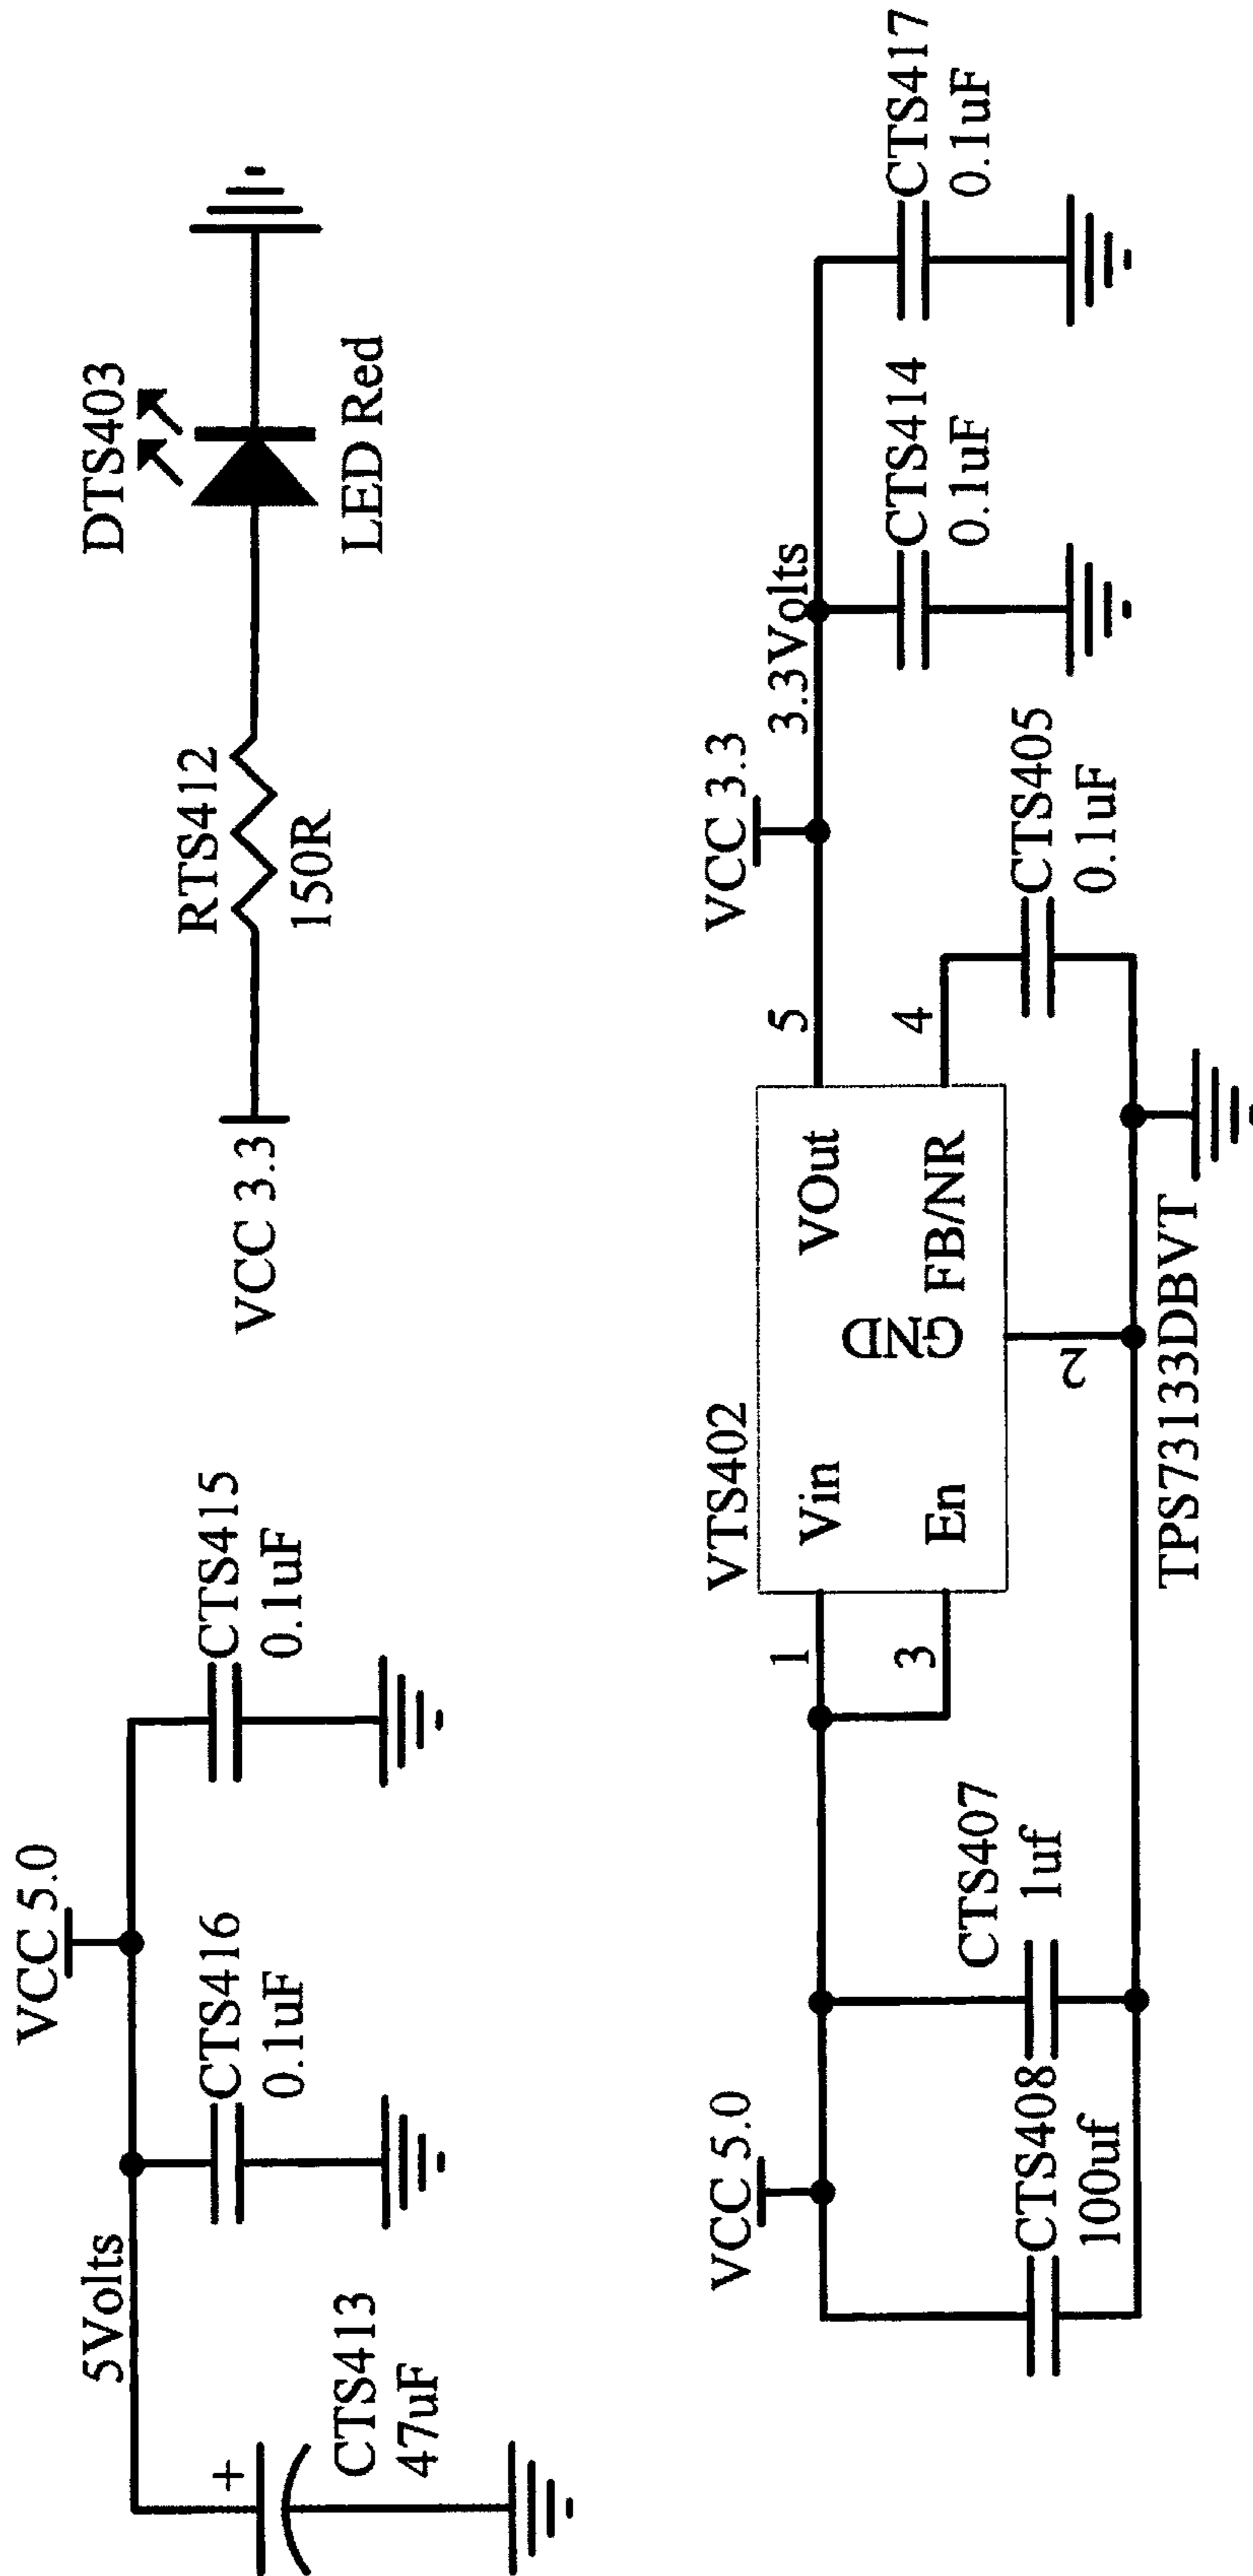 VCC 5.0
5Volts
+
CTS413
47uF
CTS416
0.1uF
CTS415
0.1uF
VCC 3.3
RTS412
150R
DTS403
LED Red
VCC 5.0
CTS408
100uf
CTS407
1uf
VTS402
1
3
Vin
En
GND
2
VOut
FB/NR
5
4
TPS73133DBVT
VCC 3.3
3.3Volts
CTS405
0.1uF
CTS414
0.1uF
CTS417
0.1uF